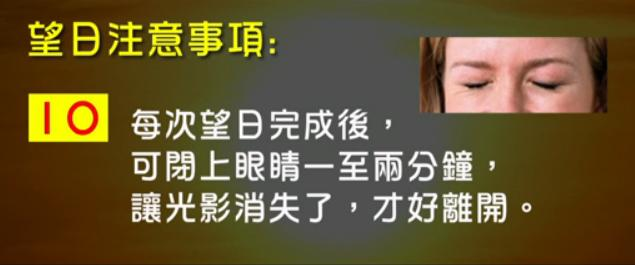 望日注意事項:
10
每次望日完成後，
可閉上眼睛一至兩分鐘，
讓光影消失了，才好離開。